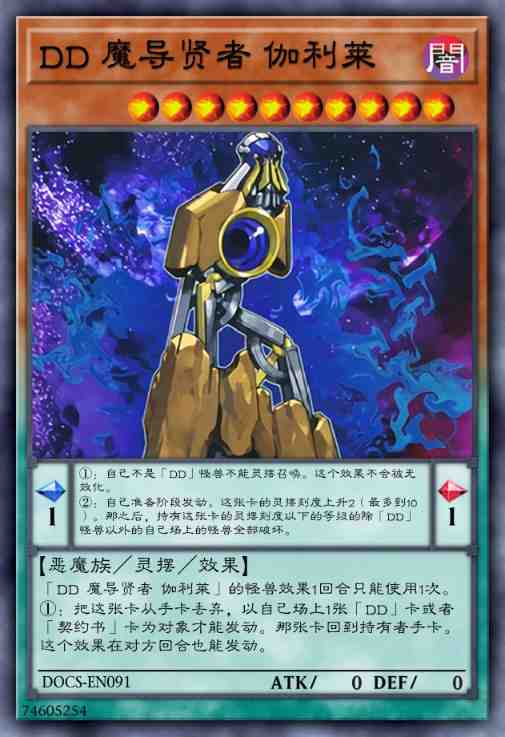 DD 魔导贤者 伽利莱
闇
①：自己不是「DD」怪兽不能灵摆召唤。这个效果不会被无
效化。
②：自己准备阶段发动。这张卡的灵摆刻度上升2（最多到10
）。那之后，持有这张卡的灵摆刻度以下的等级的除「DD」
怪兽以外的自己场上的怪兽全部破坏。
1
1
【恶魔族／灵摆／效果】
「DD 魔导贤者 伽利莱」的怪兽效果1回合只能使用1次。
①：把这张卡从手卡丢弃，以自己场上1张「DD」卡或者
「契约书」卡为对象才能发动。那张卡回到持有者手卡。
这个效果在对方回合也能发动。
DOCS-EN091 ATK/ 0 DEF/ 0
74605254